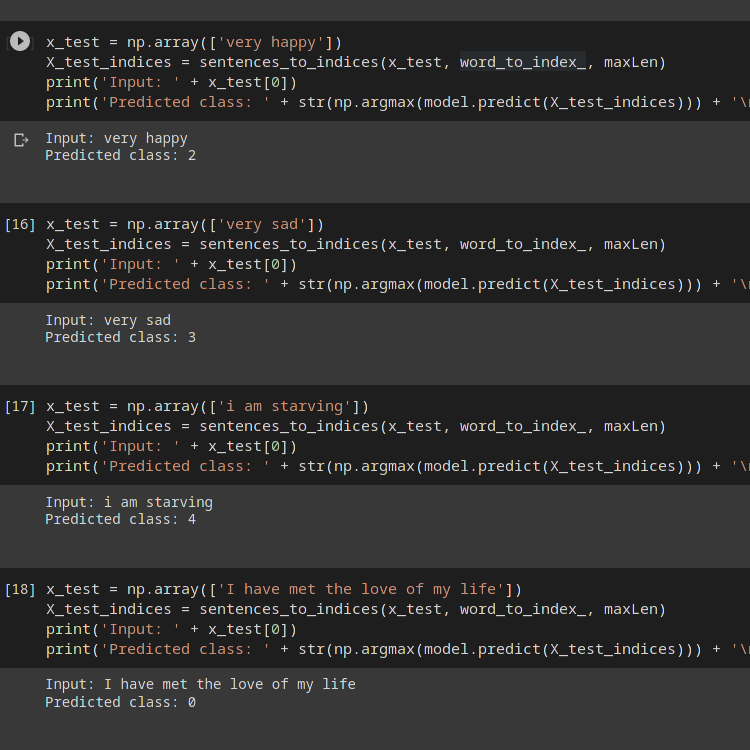 x_test = np.array(['very happy'])
X_test_indices = sentences_to_indices(x_test, word_to_index_, maxLen)
print('Input: ' + x_test[0])
print('Predicted class: ' + str(np.argmax(model.predict(X_test_indices))) + '\
Input: very happy
Predicted class: 2
[16] x_test = np.array(['very sad'])
X_test_indices = sentences_to_indices(x_test, word_to_index_, maxLen)
print('Input: ' + x_test[0])
print('Predicted class: ' + str(np.argmax(model.predict(X_test_indices))) + '\
Input: very sad
Predicted class: 3
[17] x_test = np.array(['i am starving'])
X_test_indices = sentences_to_indices(x_test, word_to_index_, maxLen)
print('Input: ' + x_test[0])
print('Predicted class: ' + str(np.argmax(model.predict(X_test_indices))) + '\
Input: i am starving
Predicted class: 4
[18] x_test = np.array(['I have met the love of my life'])
X_test_indices = sentences_to_indices(x_test, word_to_index_, maxLen)
print('Input: ' + x_test[0])
print('Predicted class: ' + str(np.argmax(model.predict(X_test_indices))) + '\
Input: I have met the love of my life
Predicted class: 0